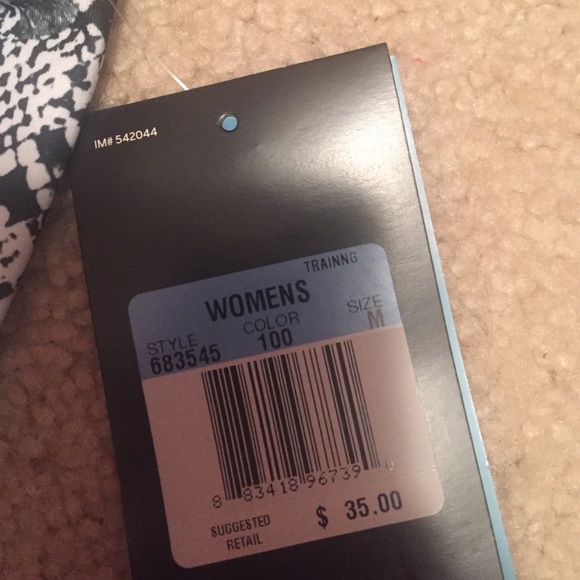 IM# 542044
TRAINNG
WOMENS
STYLE COLOR SIZE
683545 100 M
8 83418 96739 0
SUGGESTED RETAIL $ 35.00